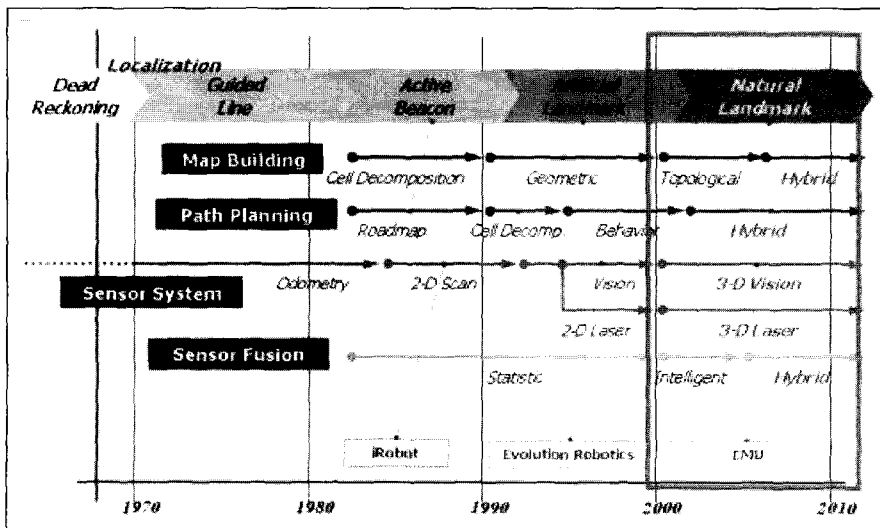 Localization
Dead
Reckoning
Guided
Line
Active
Beacon
Landmark
Natural
Landmark
Map Building
Cell Decomposition
Geometric
Topological
Hybrid
Path Planning
Roadmap
Cell Decomp.
Behavior
Hybrid
Sensor System
Odometry
2-D Scan
Vision
3-D Vision
2-D Laser
3-D Laser
Sensor Fusion
Statistic
Intelligent
Hybrid
iRobot
Evolution Robotics
CMU
1970
1980
1990
2000
2010